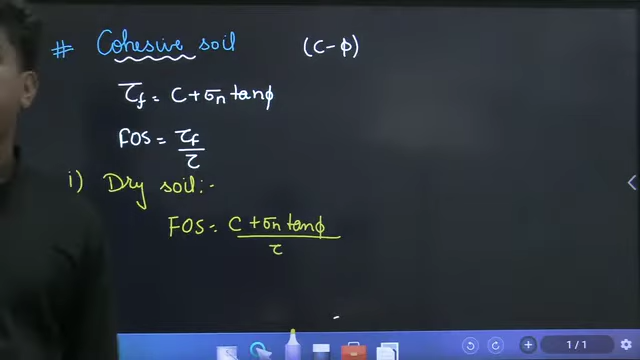 # Cohesive soil (C-ϕ)
τf = C + σn tanϕ
FOS = τf/τ
i) Dry soil:-
FOS = C + σn tanϕ/τ
1/1